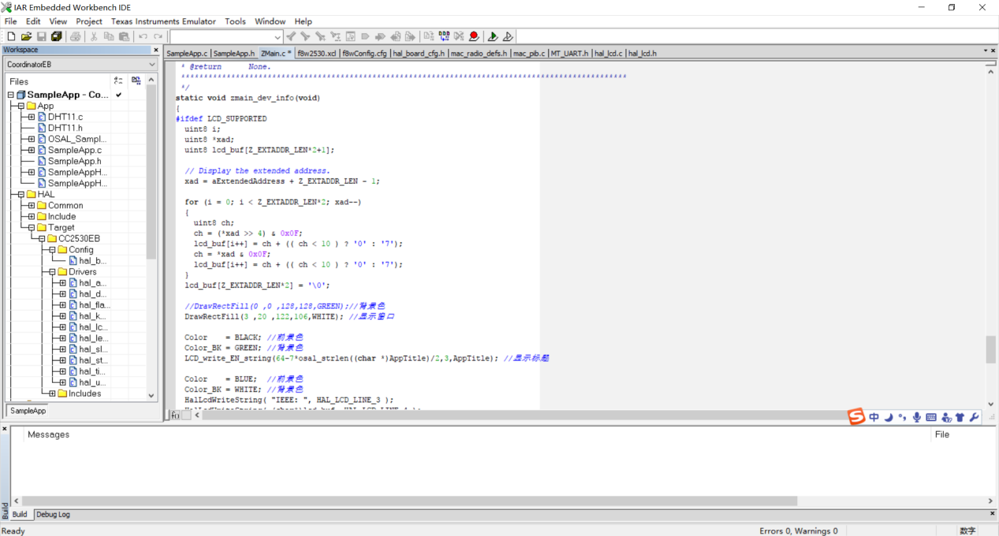 IAR Embedded Workbench IDE
File Edit View Project Texas Instruments Emulator Tools Window Help
Workspace
SampleApp.c SampleApp.h ZMain.c * f8w2530.xcl f8wConfig.cfg hal_board_cfg.h mac_radio_defs.h mac_pib.c MT_UART.h hal_lcd.c hal_lcd.h
CoordinatorEB
Files
SampleApp - Co...
App
DHT11.c
DHT11.h
OSAL_Sampl...
SampleApp.c
SampleApp.h
SampleAppH...
SampleAppH...
HAL
Common
Include
Target
CC2530EB
Config
hal_b...
Drivers
hal_a...
hal_d...
hal_fla...
hal_k...
hal_lc...
hal_le...
hal_sl...
hal_st...
hal_ti...
hal_u...
Includes
SampleApp
* @return None.
*/
static void zmain_dev_info(void)
{
#ifdef LCD_SUPPORTED
uint8 i;
uint8 *xad;
uint8 lcd_buf[Z_EXTADDR_LEN*2+1];
// Display the extended address.
xad = aExtendedAddress + Z_EXTADDR_LEN - 1;
for (i = 0; i < Z_EXTADDR_LEN*2; xad--)
{
uint8 ch;
ch = (*xad >> 4) & 0x0F;
lcd_buf[i++] = ch + (( ch < 10 ) ? '0' : '7');
ch = *xad & 0x0F;
lcd_buf[i++] = ch + (( ch < 10 ) ? '0' : '7');
}
lcd_buf[Z_EXTADDR_LEN*2] = '\0';
//DrawRectFill(0 ,0 ,128,128,GREEN);//背景色
DrawRectFill(3 ,20 ,122,106,WHITE); //显示窗口
Color = BLACK; //前景色
Color_BK = GREEN; //背景色
LCD_write_EN_string(64-7*osal_strlen((char *)AppTitle)/2,3,AppTitle); //显示标题
Color = BLUE; //前景色
Color_BK = WHITE; //背景色
HalLcdWriteString( "IEEE: ", HAL_LCD_LINE_3 );
f()
中
Messages File
Build
Build Debug Log
Ready Errors 0, Warnings 0 数字